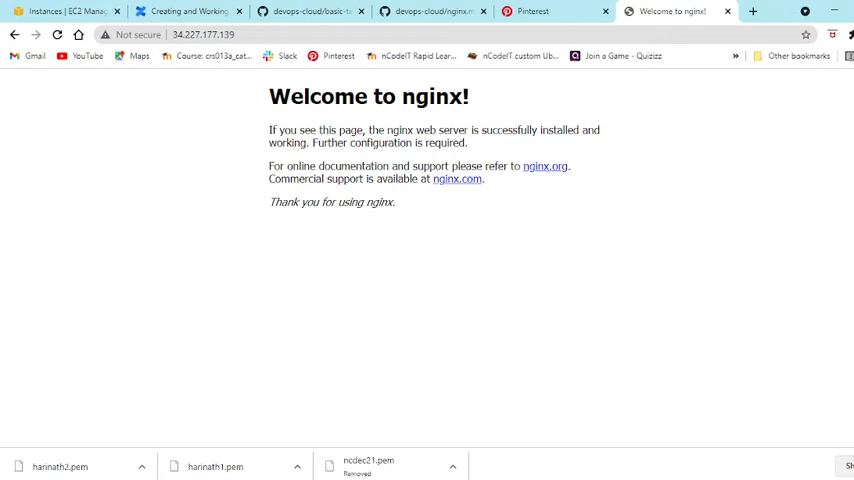 Instances | EC2 Manag
Creating and Working
devops-cloud/basic-ta
devops-cloud/nginx.m
Pinterest
Welcome to nginx!
Not secure | 34.227.177.139
Gmail
YouTube
Maps
Course: crs013a_cat...
Slack
Pinterest
nCodeIT Rapid Lear...
nCodeIT custom Ub...
Join a Game - Quizizz
»
Other bookmarks
Welcome to nginx!
If you see this page, the nginx web server is successfully installed and
working. Further configuration is required.
For online documentation and support please refer to nginx.org.
Commercial support is available at nginx.com.
Thank you for using nginx.
harinath2.pem
harinath1.pem
ncdec21.pem
Removed